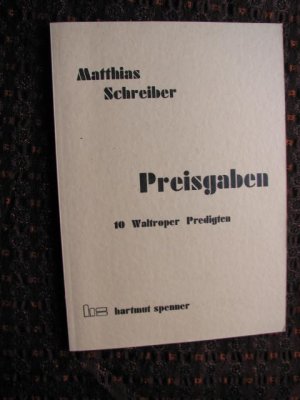 Matthias
Schreiber
Preisgaben
10 Waltroper Predigten
hs hartmut spenner